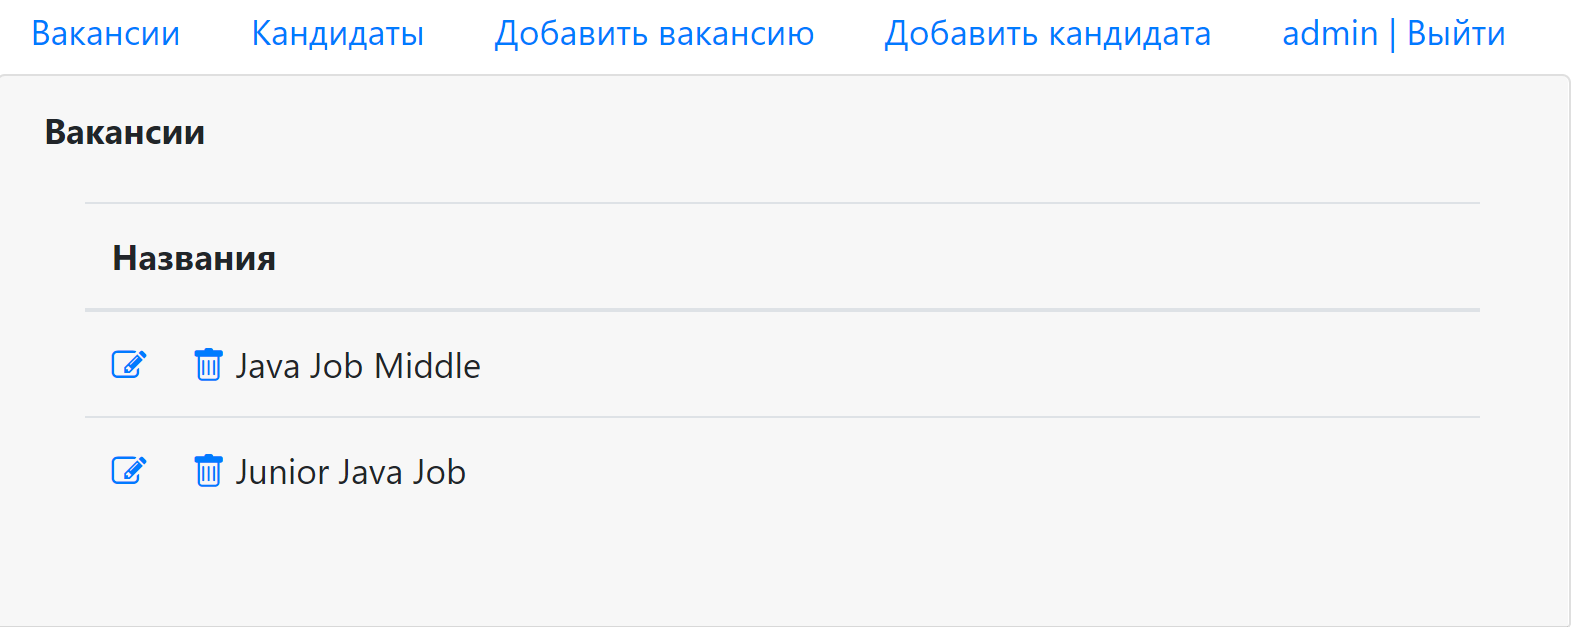 Вакансии Кандидаты Добавить вакансию Добавить кандидата admin | Выйти
Вакансии
Названия
Java Job Middle
Junior Java Job